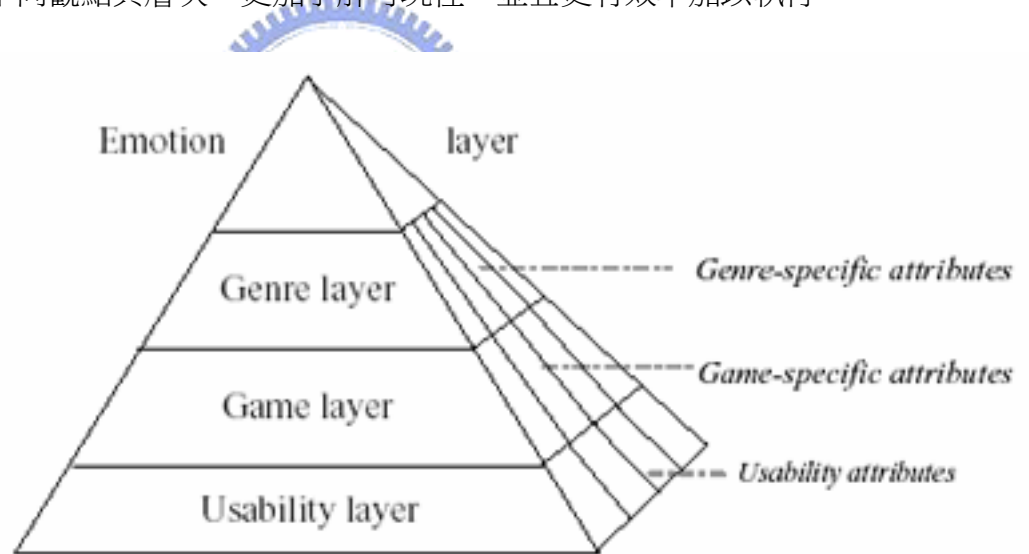 Emotion layer
Genre layer
Genre-specific attributes
Game layer
Game-specific attributes
Usability layer
Usability attributes